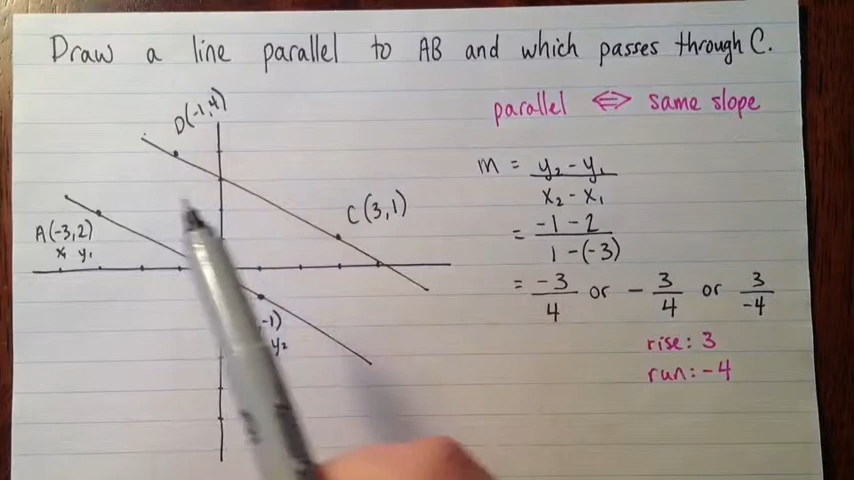 Draw a line parallel to AB and which passes through C.
parallel ⇔ same slope
D(-1,4)
C(3,1)
A(-3,2)
x₁ y₁
-1)
y₂
m = y₂ - y₁ / x₂ - x₁
= -1 - 2 / 1 - (-3)
= -3/4 or - 3/4 or 3/-4
rise: 3
run: -4